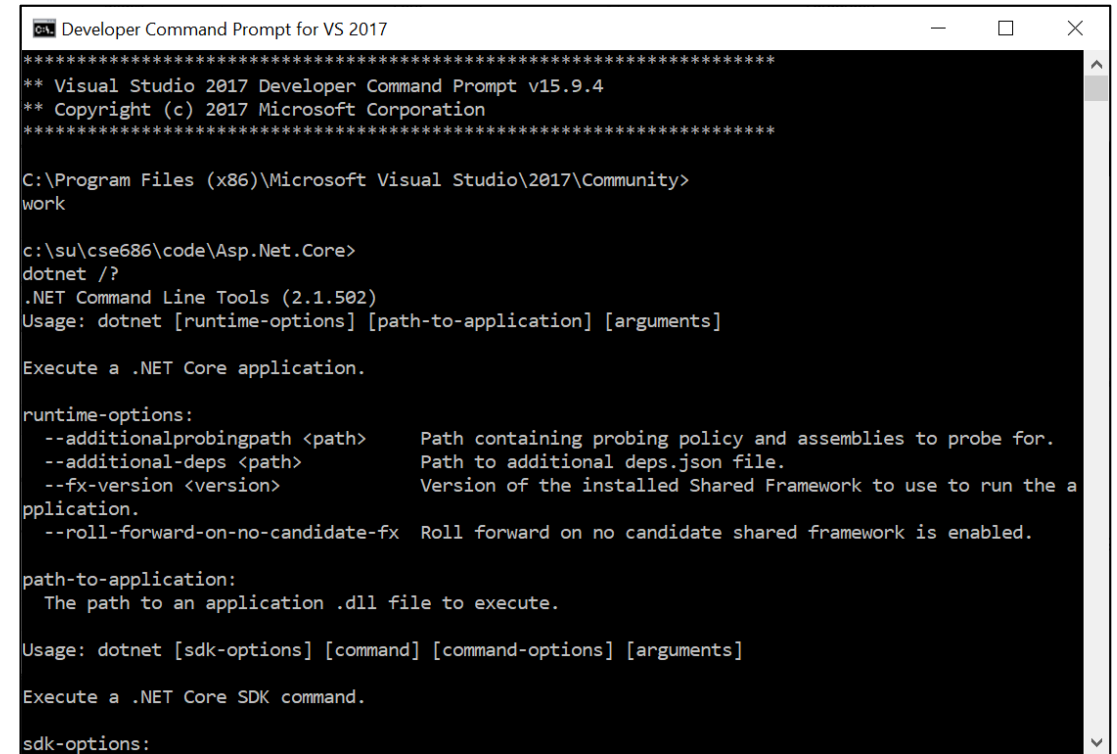 Developer Command Prompt for VS 2017
**********************************************************************
** Visual Studio 2017 Developer Command Prompt v15.9.4
** Copyright (c) 2017 Microsoft Corporation
**********************************************************************
C:\Program Files (x86)\Microsoft Visual Studio\2017\Community>
work
c:\su\cse686\code\Asp.Net.Core>
dotnet /?
.NET Command Line Tools (2.1.502)
Usage: dotnet [runtime-options] [path-to-application] [arguments]
Execute a .NET Core application.
runtime-options:
  --additionalprobingpath <path>     Path containing probing policy and assemblies to probe for.
  --additional-deps <path>           Path to additional deps.json file.
  --fx-version <version>             Version of the installed Shared Framework to use to run the a
pplication.
  --roll-forward-on-no-candidate-fx  Roll forward on no candidate shared framework is enabled.
path-to-application:
  The path to an application .dll file to execute.
Usage: dotnet [sdk-options] [command] [command-options] [arguments]
Execute a .NET Core SDK command.
sdk-options: